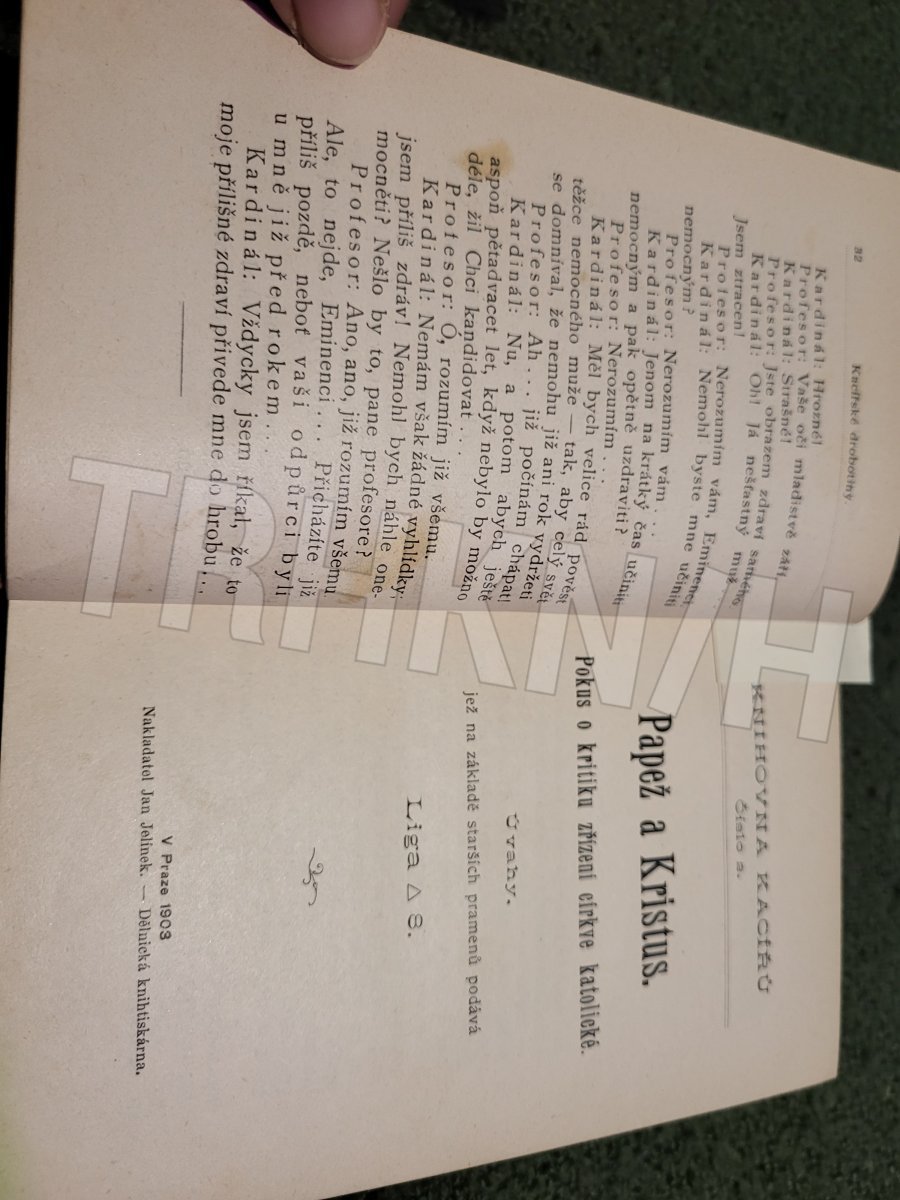 32 Kacířské drobotiny
Kardinál: Hrozné!
Profesor: Vaše oči mladistvě září.
Kardinál: Strašné!
Profesor: Jste obrazem zdraví samého.
Kardinál: Oh! Já nešťastný muž...
Jsem ztracen!
Profesor: Nerozumím vám, Eminenci
Kardinál: Nemohl byste mne učiniti
nemocným?
Profesor: Nerozumím vám...
Kardinál: Jenom na krátký čas učiniti
nemocným a pak opětně uzdraviti?
Profesor: Nerozumím...
Kardinál: Měl bych velice rád pověst
těžce nemocného muže — tak, aby celý svět
se domníval, že nemohu již ani rok vydržeti
Profesor: Ah... již počínám chápat!
Kardinál: Nu, a potom abych ještě
aspoň pětadvacet let, když nebylo by možno
déle, žil. Chci kandidovat...
Profesor: Ó, rozumím již všemu.
Kardinál: Nemám však žádné vyhlídky:
jsem příliš zdráv! Nemohl bych náhle one-
mocněti? Nešlo by to, pane profesore?
Profesor: Ano, ano, již rozumím všemu
Ale, to nejde, Eminenci... přicházíte již
příliš pozdě, neboť vaši odpůrci byli
u mně již před rokem...
Kardinál: Vždycky jsem říkal, že to
moje přílišné zdraví přivede mne do hrobu...
KNIHOVNA KACÍŘŮ
Číslo 2.
Papež a Kristus.
Pokus o kritiku zřízení církve katolické.
Úvahy.
jež na základě starších pramenů podává
Liga Δ 8.
V Praze 1903
Nakladatel Jan Jelínek. — Dělnická knihtiskárna.